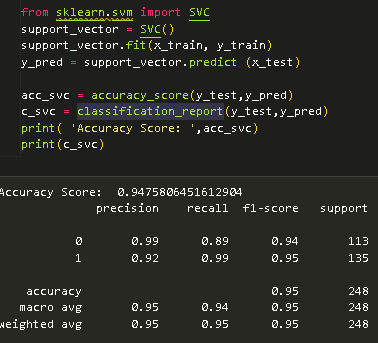 from sklearn.svm import SVC
support_vector = SVC()
support_vector.fit(x_train, y_train)
y_pred = support_vector.predict (x_test)
acc_svc = accuracy_score(y_test,y_pred)
c_svc = classification_report(y_test,y_pred)
print( 'Accuracy Score: ',acc_svc)
print(c_svc)
Accuracy Score:  0.9475806451612904
precision recall f1-score support
0 0.99 0.89 0.94 113
1 0.92 0.99 0.95 135
accuracy 0.95 248
macro avg 0.95 0.94 0.95 248
weighted avg 0.95 0.95 0.95 248